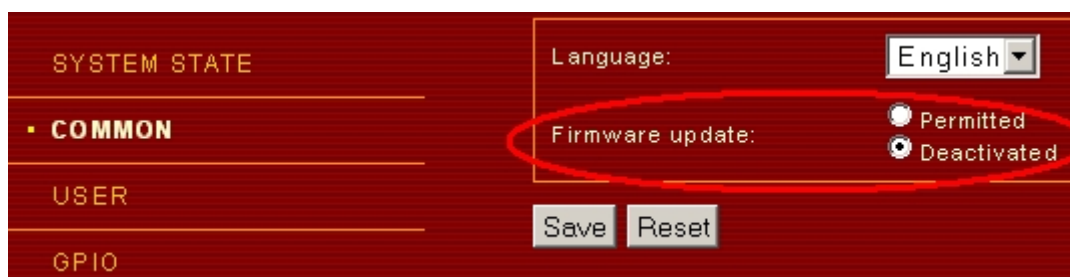 SYSTEM STATE
COMMON
USER
GPIO
Language:
English
Firmware update:
Permitted
Deactivated
Save
Reset